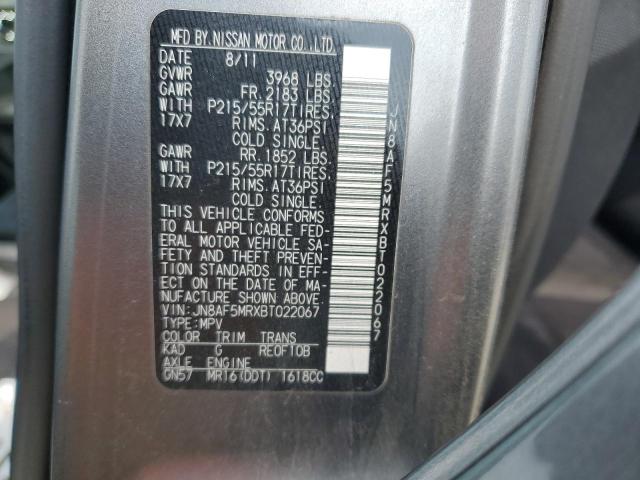 MFD BY. NISSAN MOTOR CO., LTD.
DATE 8/11
GVWR 3968 LBS.
GAWR FR. 2183 LBS.
WITH P215/55R17TIRES.
17X7 RIMS. AT36PSI
COLD SINGLE.
GAWR RR. 1852 LBS.
WITH P215/55R17TIRES.
17X7 RIMS. AT36PSI
COLD SINGLE.
THIS VEHICLE CONFORMS
TO ALL APPLICABLE FED-
ERAL MOTOR VEHICLE SA-
FETY AND THEFT PREVEN-
TION STANDARDS IN EFF-
ECT ON THE DATE OF MA-
NUFACTURE SHOWN ABOVE.
VIN:JN8AF5MRXBT022067
TYPE:MPV
COLOR TRIM TRANS
KAD G RE0F10B
AXLE ENGINE
GN57 MR16(DDT) 1618CC
JN8AF5MRXBT022067